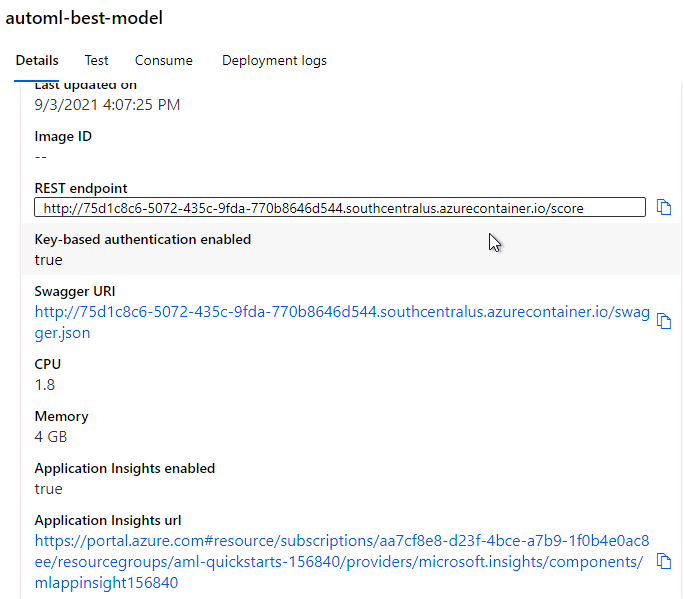 automl-best-model
Details Test Consume Deployment logs
Last updated on
9/3/2021 4:07:25 PM
Image ID
--
REST endpoint
http://75d1c8c6-5072-435c-9fda-770b8646d544.southcentralus.azurecontainer.io/score
Key-based authentication enabled
true
Swagger URI
http://75d1c8c6-5072-435c-9fda-770b8646d544.southcentralus.azurecontainer.io/swag
ger.json
CPU
1.8
Memory
4 GB
Application Insights enabled
true
Application Insights url
https://portal.azure.com#resource/subscriptions/aa7cf8e8-d23f-4bce-a7b9-1f0b4e0ac8
ee/resourcegroups/aml-quickstarts-156840/providers/microsoft.insights/components/
mlappinsight156840